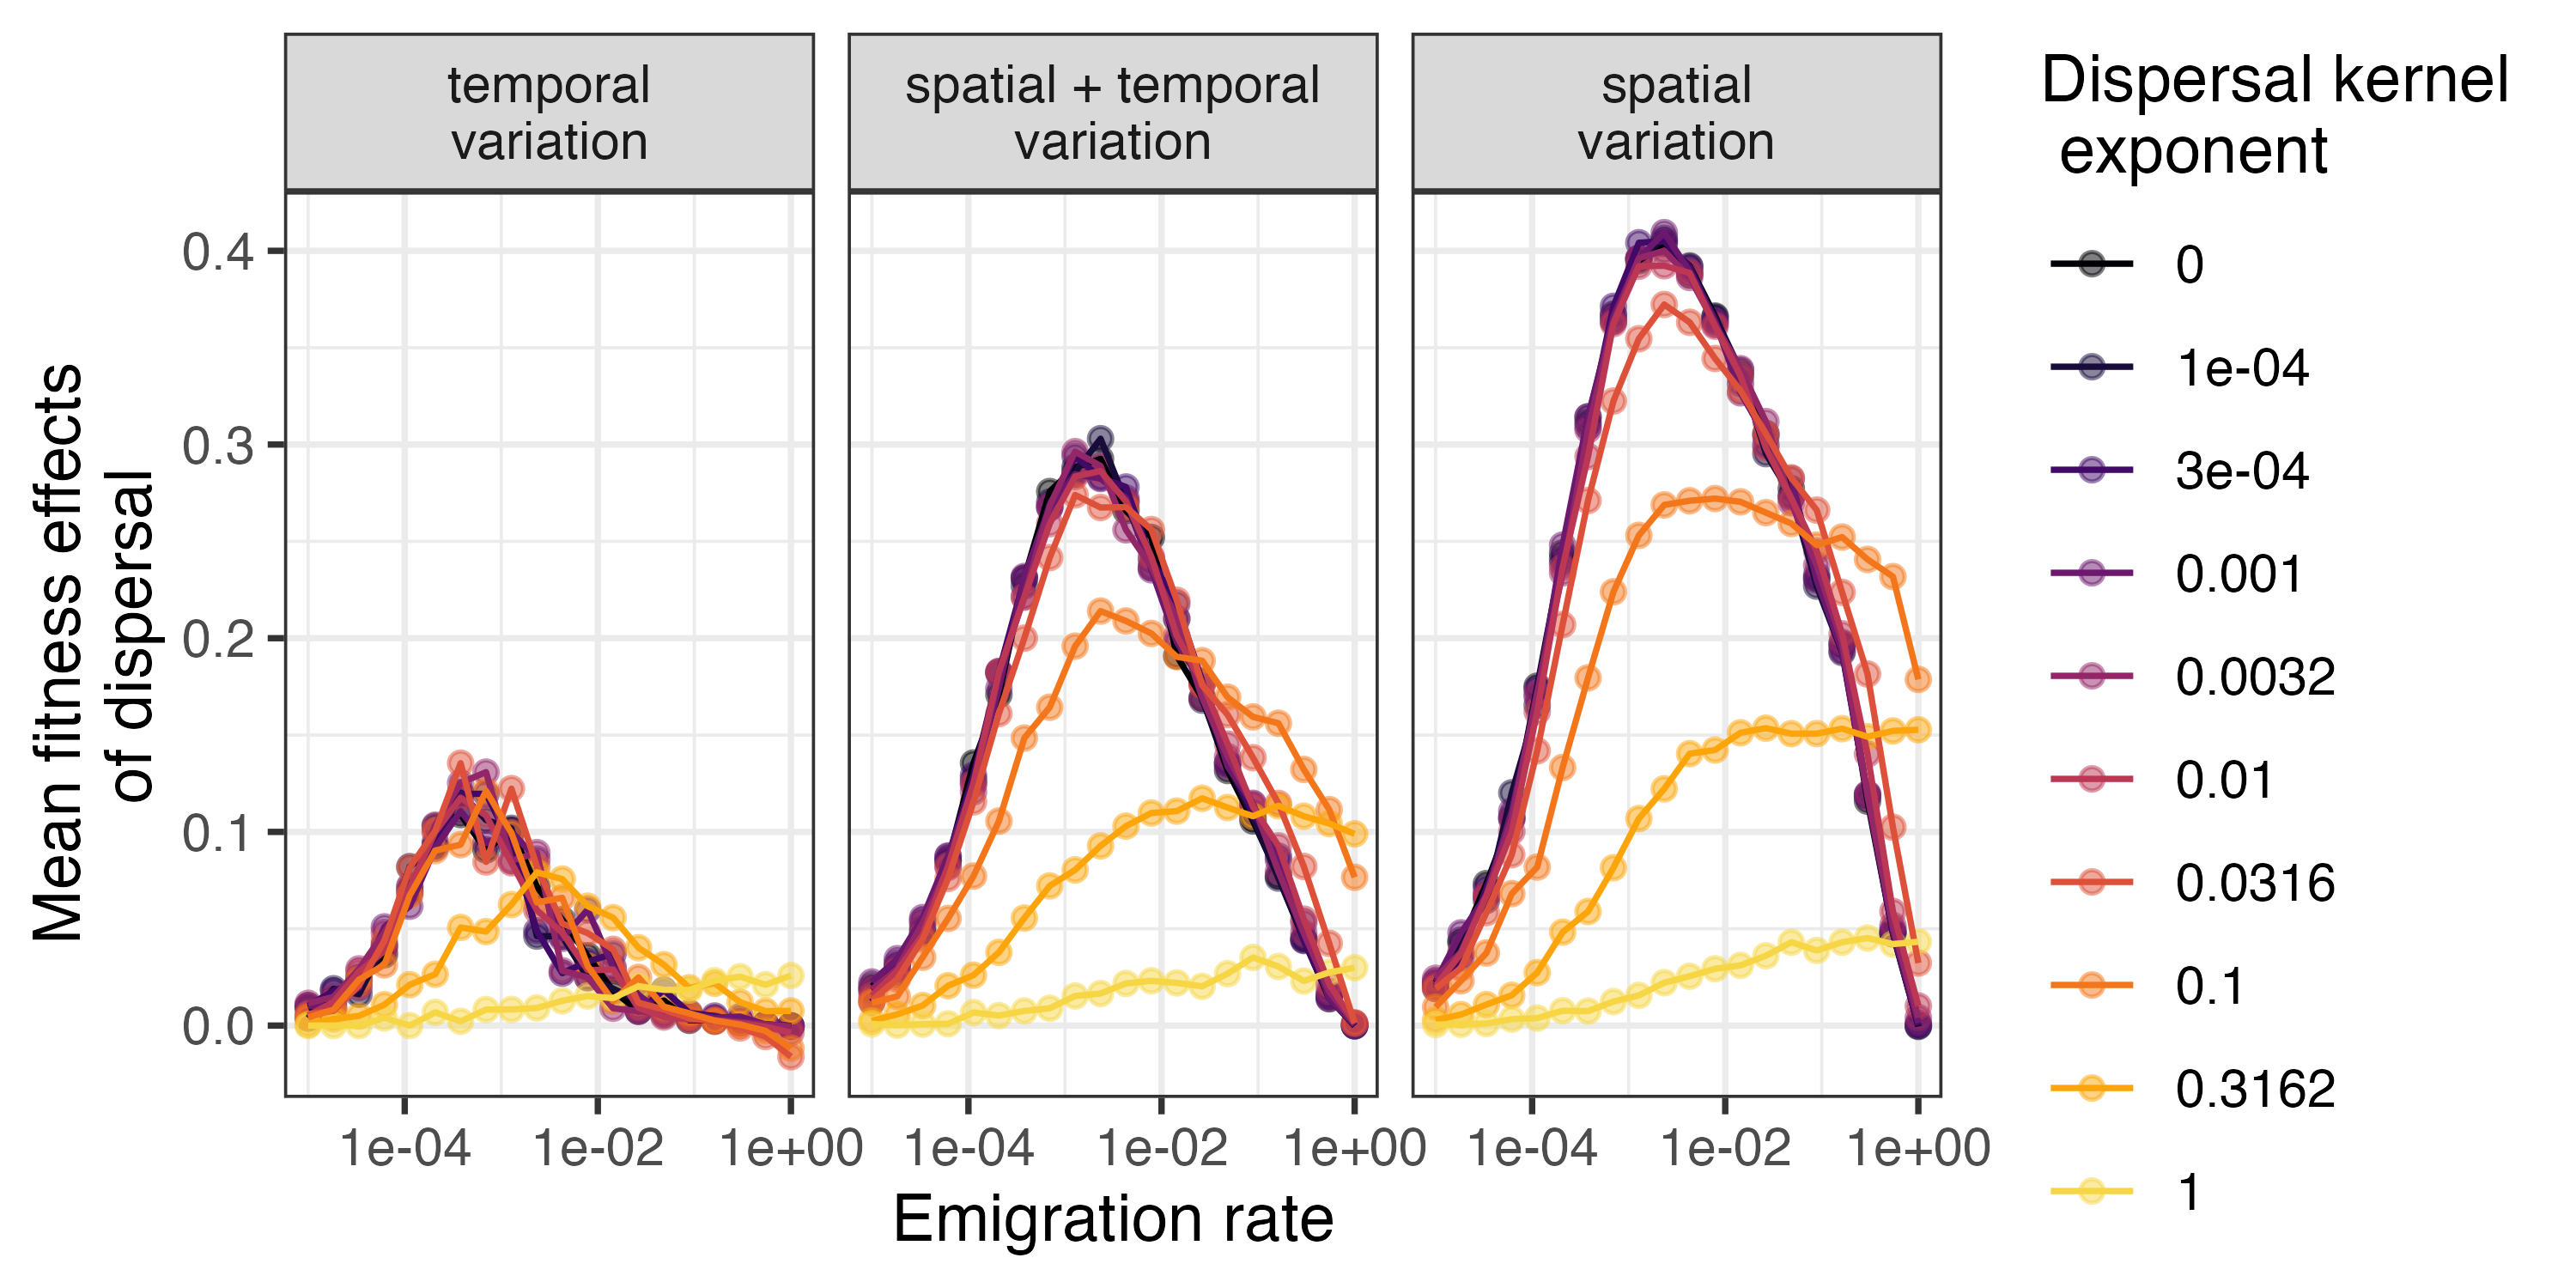 temporal
variation
spatial + temporal
variation
spatial
variation
Dispersal kernel
exponent
0
1e-04
3e-04
0.001
0.0032
0.01
0.0316
0.1
0.3162
1
Mean fitness effects
of dispersal
0.4
0.3
0.2
0.1
0.0
1e-04 1e-02 1e+00
1e-04 1e-02 1e+00
1e-04 1e-02 1e+00
Emigration rate